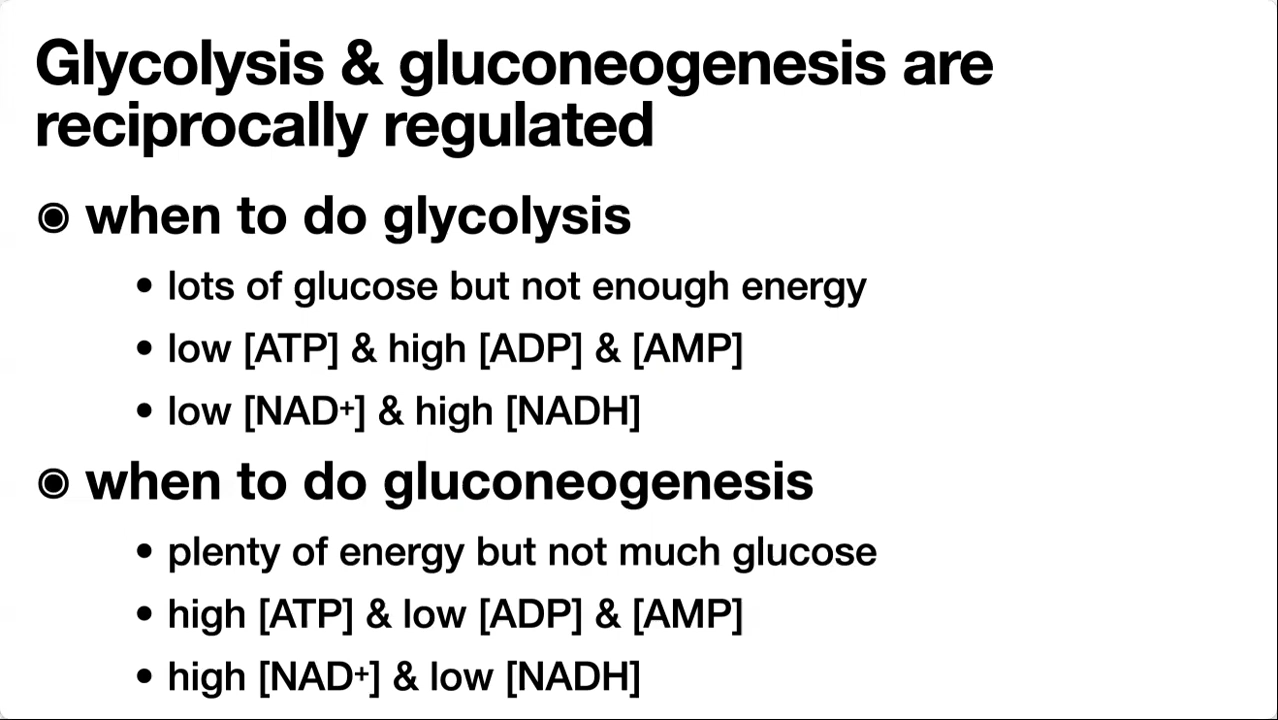 Glycolysis & gluconeogenesis are
reciprocally regulated
◉ when to do glycolysis
• lots of glucose but not enough energy
• low [ATP] & high [ADP] & [AMP]
• low [NAD⁺] & high [NADH]
◉ when to do gluconeogenesis
• plenty of energy but not much glucose
• high [ATP] & low [ADP] & [AMP]
• high [NAD⁺] & low [NADH]